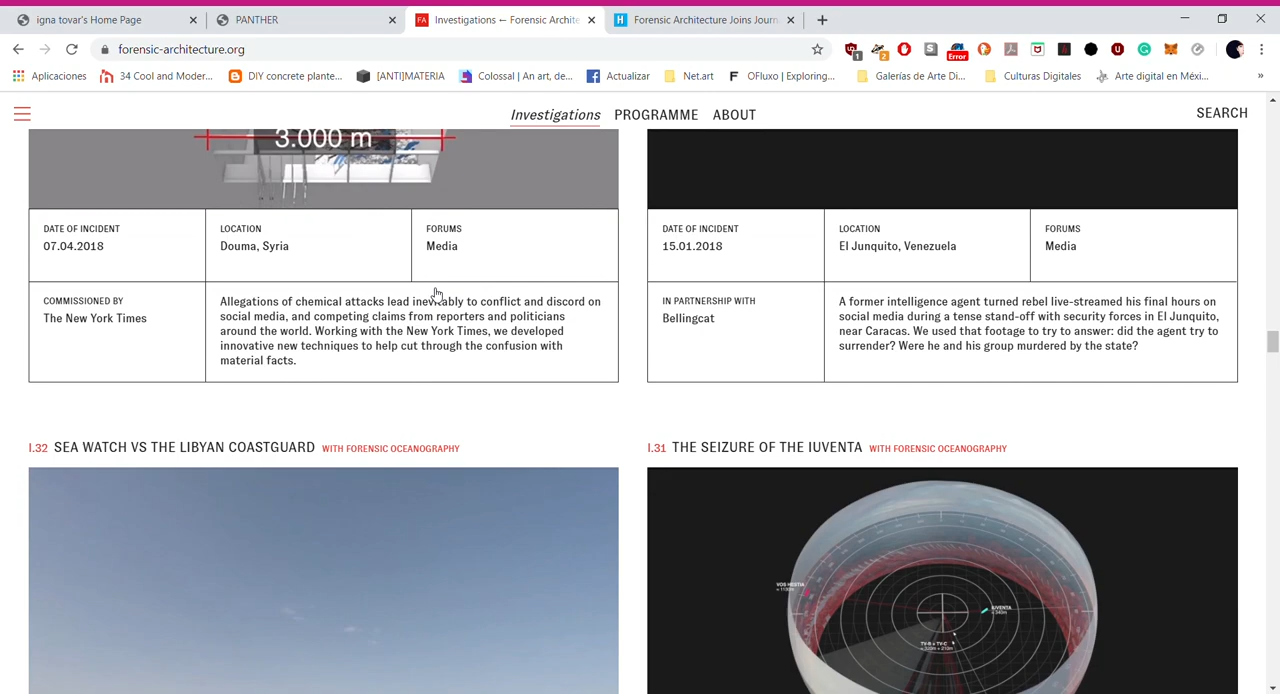 igna tovar's Home Page
PANTHER
FA Investigations ← Forensic Archite
H Forensic Architecture Joins Journ
forensic-architecture.org
1
2
Error
Aplicaciones
34 Cool and Moder...
DIY concrete plante...
[ANTI]MATERIA
Colossal | An art, de...
Actualizar
Net.art
OFluxo | Exploring...
Galerías de Arte Di...
Culturas Digitales
Arte digital en Méxi...
»
Investigations PROGRAMME ABOUT
SEARCH
3.000 m
DATE OF INCIDENT
07.04.2018
LOCATION
Douma, Syria
FORUMS
Media
COMMISSIONED BY
The New York Times
Allegations of chemical attacks lead inevitably to conflict and discord on
social media, and competing claims from reporters and politicians
around the world. Working with the New York Times, we developed
innovative new techniques to help cut through the confusion with
material facts.
DATE OF INCIDENT
15.01.2018
LOCATION
El Junquito, Venezuela
FORUMS
Media
IN PARTNERSHIP WITH
Bellingcat
A former intelligence agent turned rebel live-streamed his final hours on
social media during a tense stand-off with security forces in El Junquito,
near Caracas. We used that footage to try to answer: did the agent try to
surrender? Were he and his group murdered by the state?
I.32 SEA WATCH VS THE LIBYAN COASTGUARD WITH FORENSIC OCEANOGRAPHY
I.31 THE SEIZURE OF THE IUVENTA WITH FORENSIC OCEANOGRAPHY
VOS HESTIA
IUVENTA